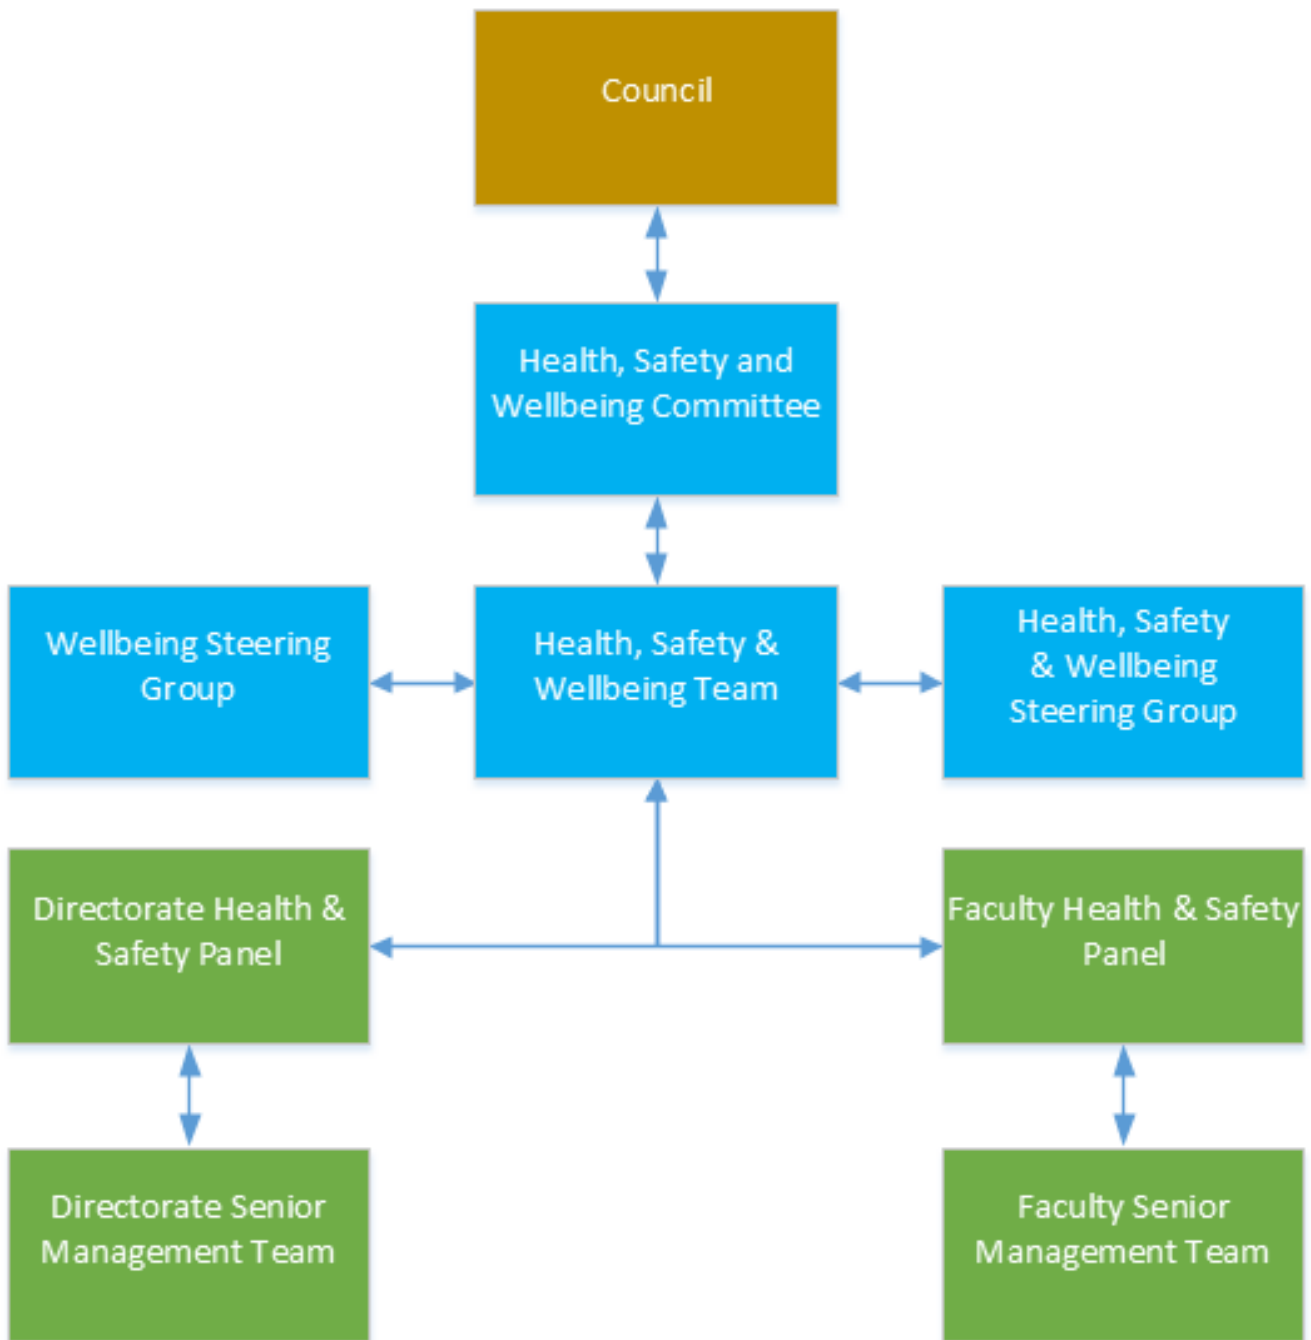 Council
Health, Safety and
Wellbeing Committee
Wellbeing Steering
Group
Health, Safety &
Wellbeing Team
Health, Safety
& Wellbeing
Steering Group
Directorate Health &
Safety Panel
Faculty Health & Safety
Panel
Directorate Senior
Management Team
Faculty Senior
Management Team